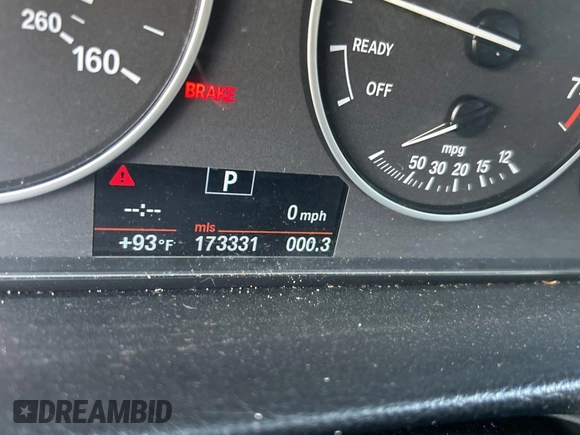 260
160
READY
OFF
7
BRAKE
50 30 20 15 12
mpg
P
--:--
0 mph
mls
+93°F 173331 000.3
DREAMBID